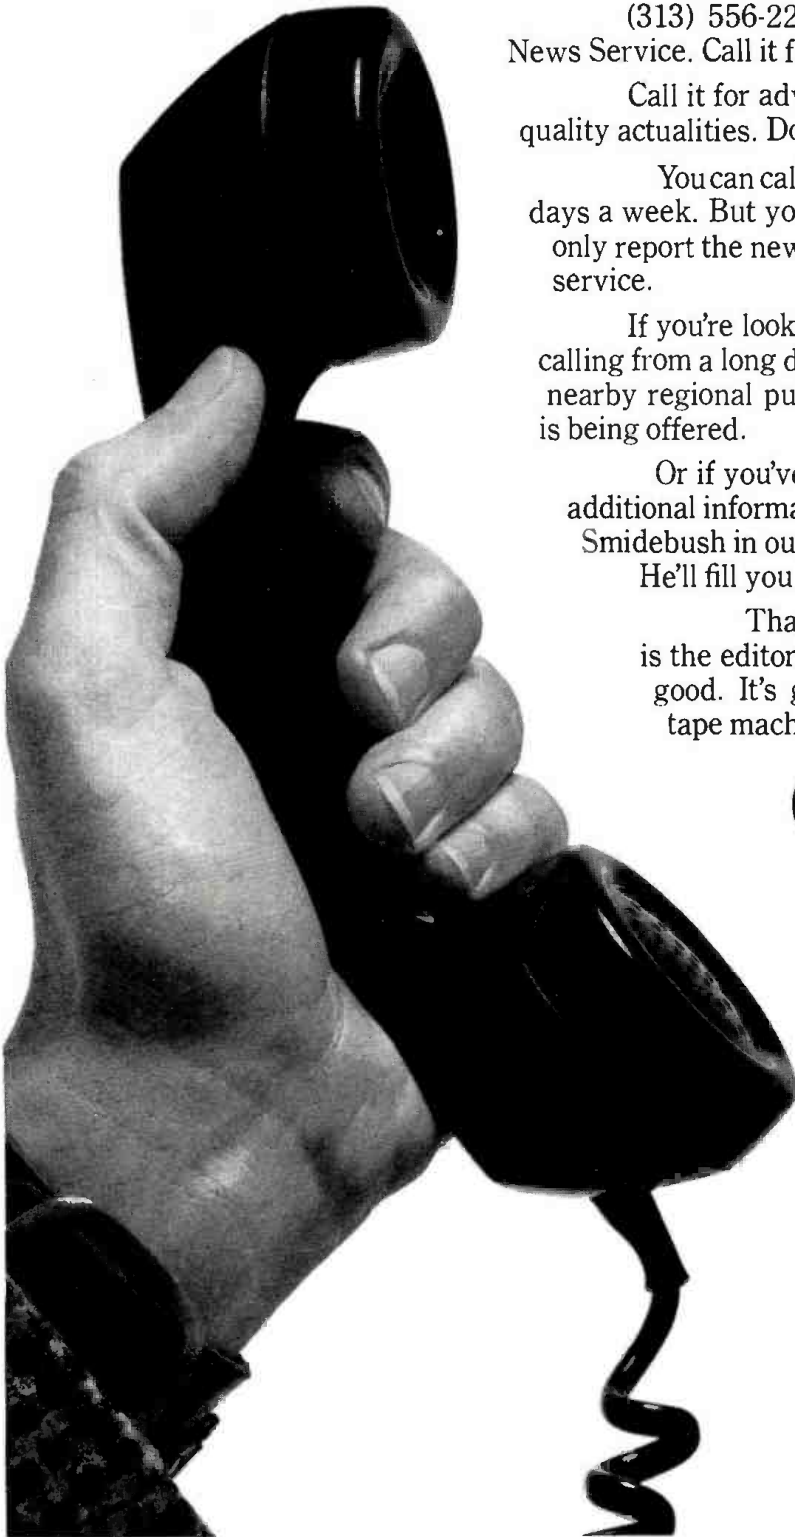 (313) 556-22
News Service. Call it f
Call it for adv
quality actualities. Do
You can cal
days a week. But yo
only report the new
service.
If you're look
calling from a long d
nearby regional pu
is being offered.
Or if you've
additional informa
Smidebush in ou
He'll fill you
Tha
is the editor
good. It's g
tape mach